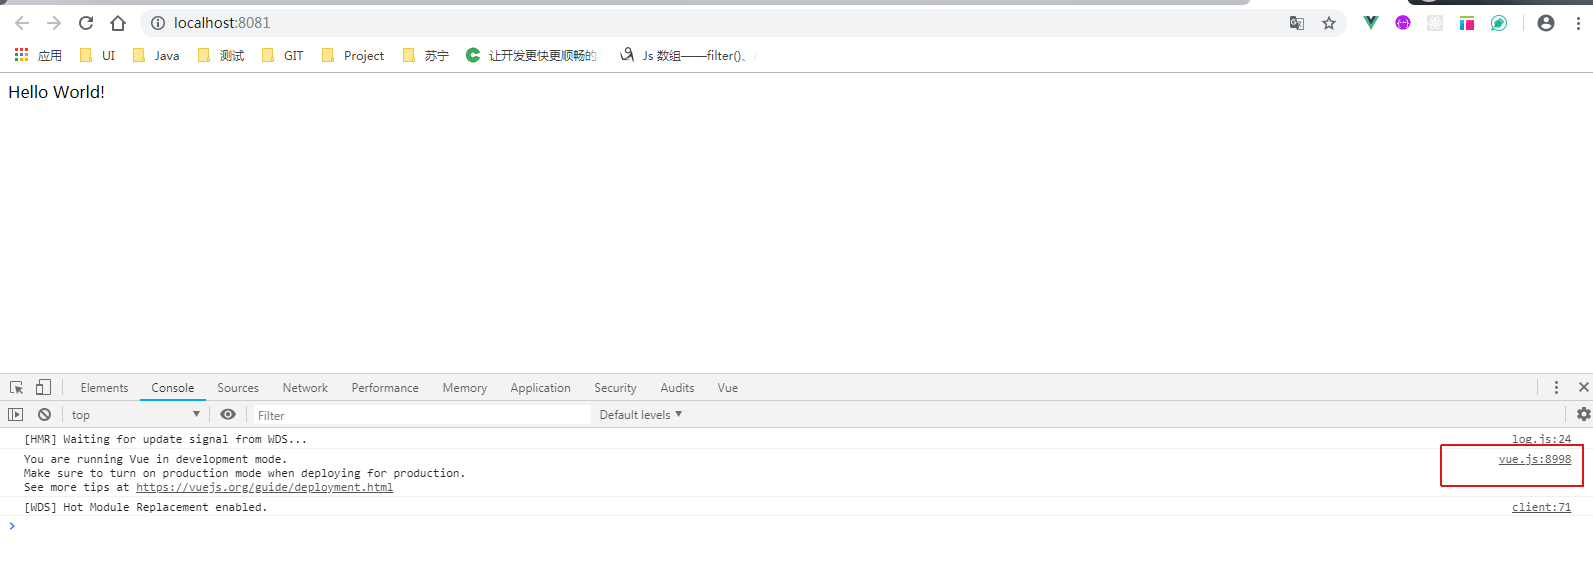 localhost:8081
应用 UI Java 测试 GIT Project 苏宁 让开发更快更顺畅的 Js 数组——filter()、
Hello World!
Elements Console Sources Network Performance Memory Application Security Audits Vue
top Filter Default levels
[HMR] Waiting for update signal from WDS... log.js:24
You are running Vue in development mode. vue.js:8998
Make sure to turn on production mode when deploying for production.
See more tips at https://vuejs.org/guide/deployment.html
[WDS] Hot Module Replacement enabled. client:71